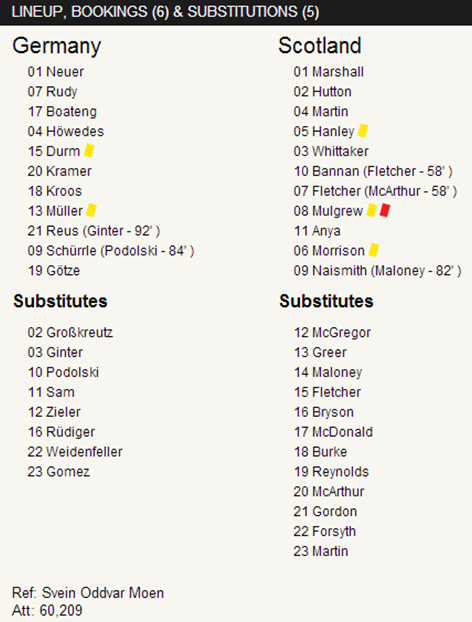 LINEUP, BOOKINGS (6) & SUBSTITUTIONS (5)
Germany
01 Neuer
07 Rudy
17 Boateng
04 Höwedes
15 Durm
20 Kramer
18 Kroos
13 Müller
21 Reus (Ginter - 92' )
09 Schürrle (Podolski - 84' )
19 Götze
Substitutes
02 Großkreutz
03 Ginter
10 Podolski
11 Sam
12 Zieler
16 Rüdiger
22 Weidenfeller
23 Gomez
Scotland
01 Marshall
02 Hutton
04 Martin
05 Hanley
03 Whittaker
10 Bannan (Fletcher - 58' )
07 Fletcher (McArthur - 58' )
08 Mulgrew
11 Anya
06 Morrison
09 Naismith (Maloney - 82' )
Substitutes
12 McGregor
13 Greer
14 Maloney
15 Fletcher
16 Bryson
17 McDonald
18 Burke
19 Reynolds
20 McArthur
21 Gordon
22 Forsyth
23 Martin
Ref: Svein Oddvar Moen
Att: 60,209